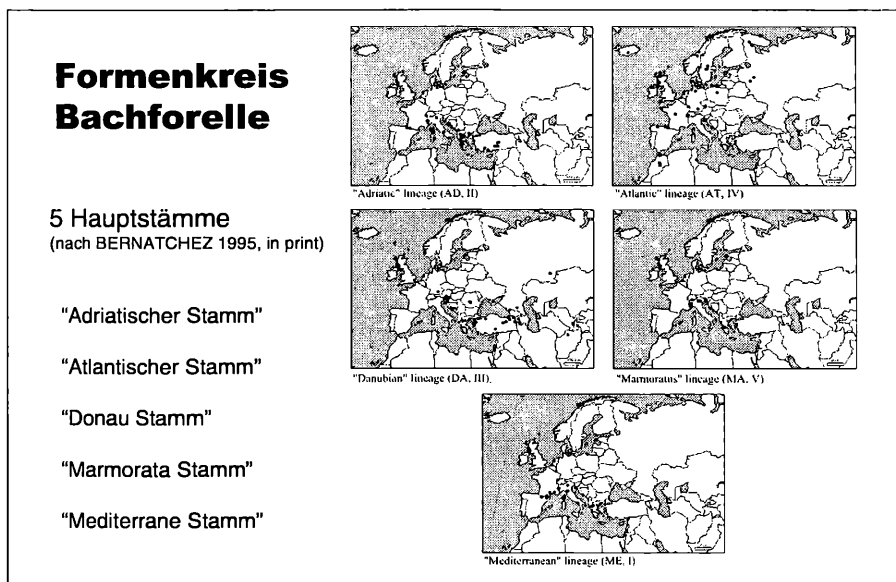 Formenkreis
Bachforelle
5 Hauptstämme
(nach BERNATCHEZ 1995, in print)
"Adriatischer Stamm"
"Atlantischer Stamm"
"Donau Stamm"
"Marmorata Stamm"
"Mediterrane Stamm"
"Adriatic" lineage (AD, II)
"Atlantic" lineage (AT, IV)
"Danubian" lineage (DA, III).
"Marmoratus" lineage (MA, V)
"Mediterranean" lineage (ME, I)